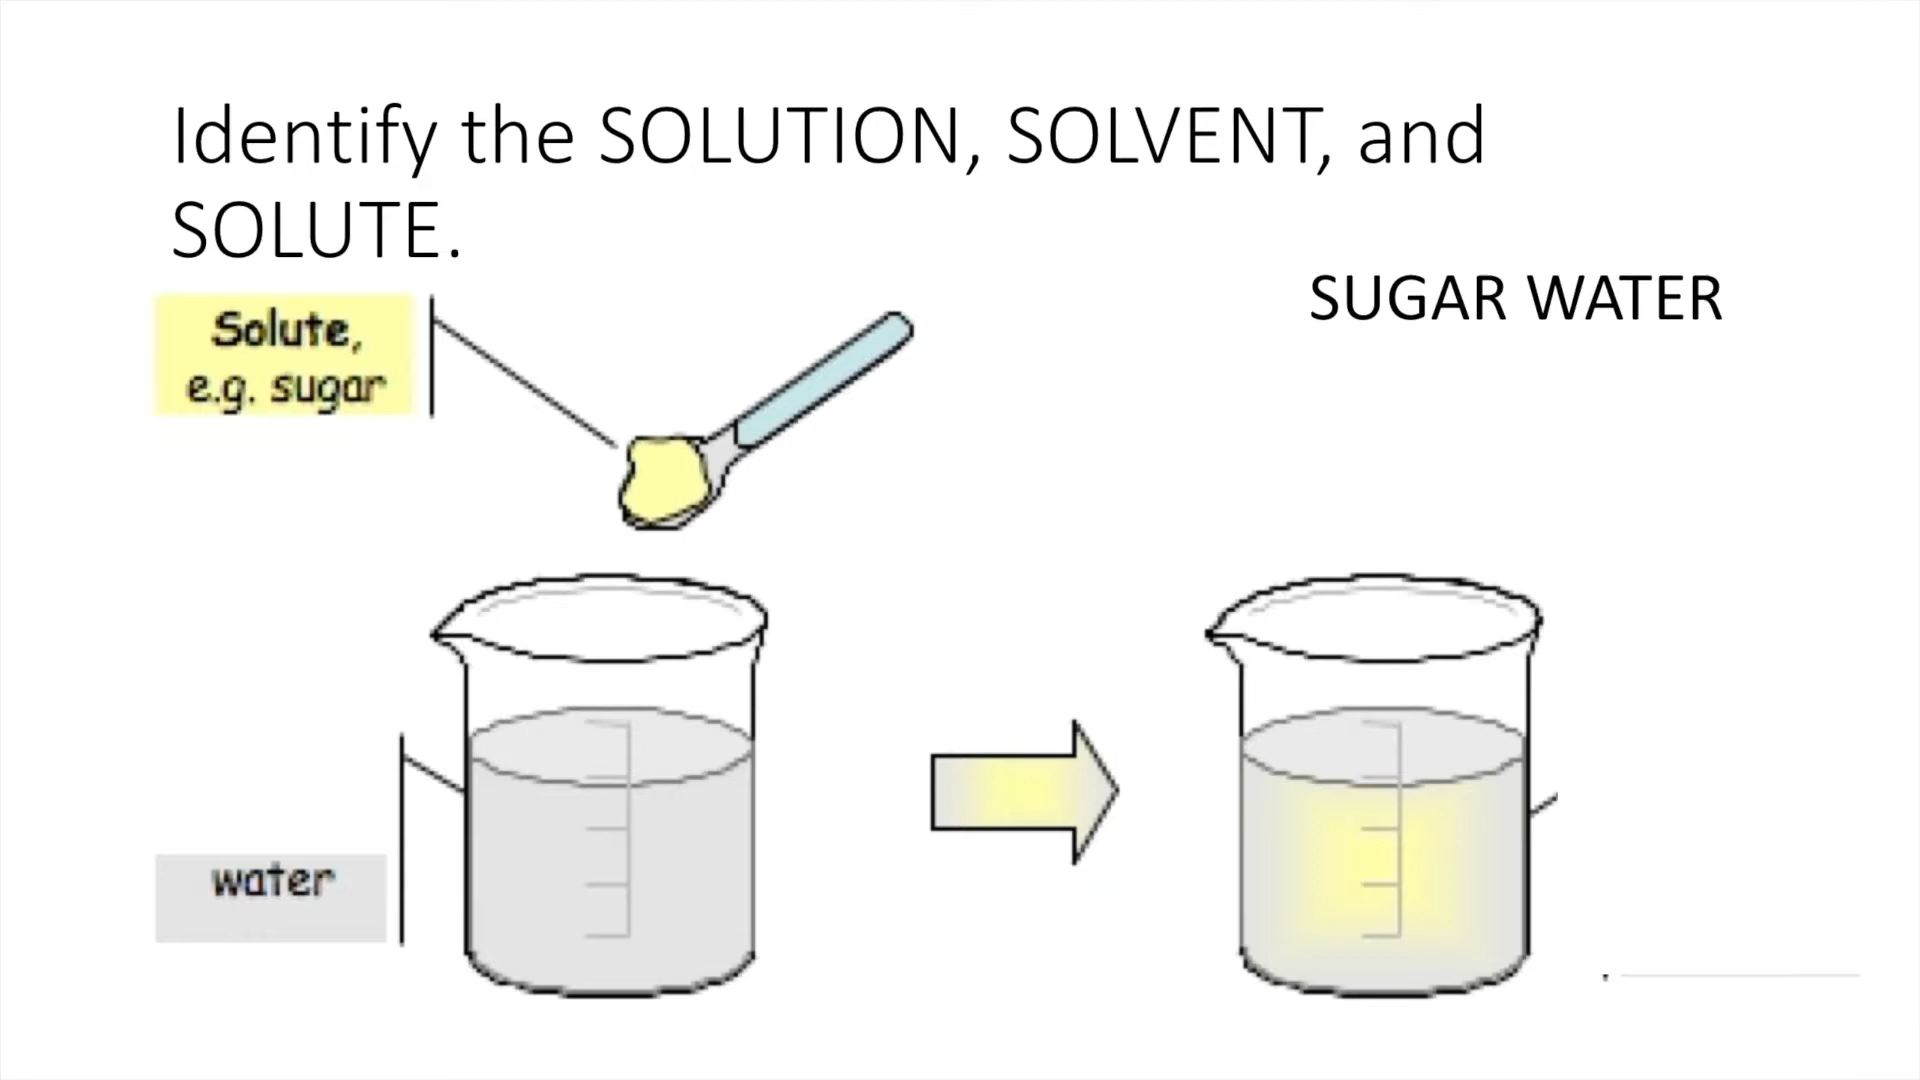 Identify the SOLUTION, SOLVENT, and
SOLUTE.
SUGAR WATER
Solute,
e.g. sugar
water